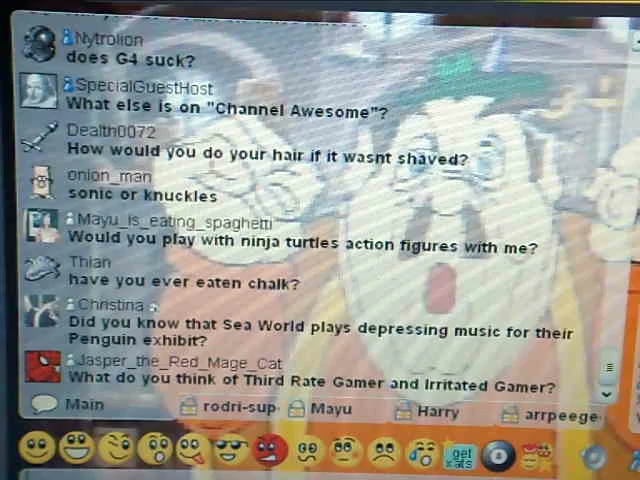 Nytrolion
does G4 suck?
SpecialGuestHost
What else is on "Channel Awesome"?
Dealth0072
How would you do your hair if it wasnt shaved?
onion_man
sonic or knuckles
Mayu_is_eating_spaghetti
Would you play with ninja turtles action figures with me?
Thian
have you ever eaten chalk?
Christina
Did you know that Sea World plays depressing music for their
Penguin exhibit?
Jasper_the_Red_Mage_Cat
What do you think of Third Rate Gamer and Irritated Gamer?
Main rodri-sup Mayu Harry arrpeege
get
xats